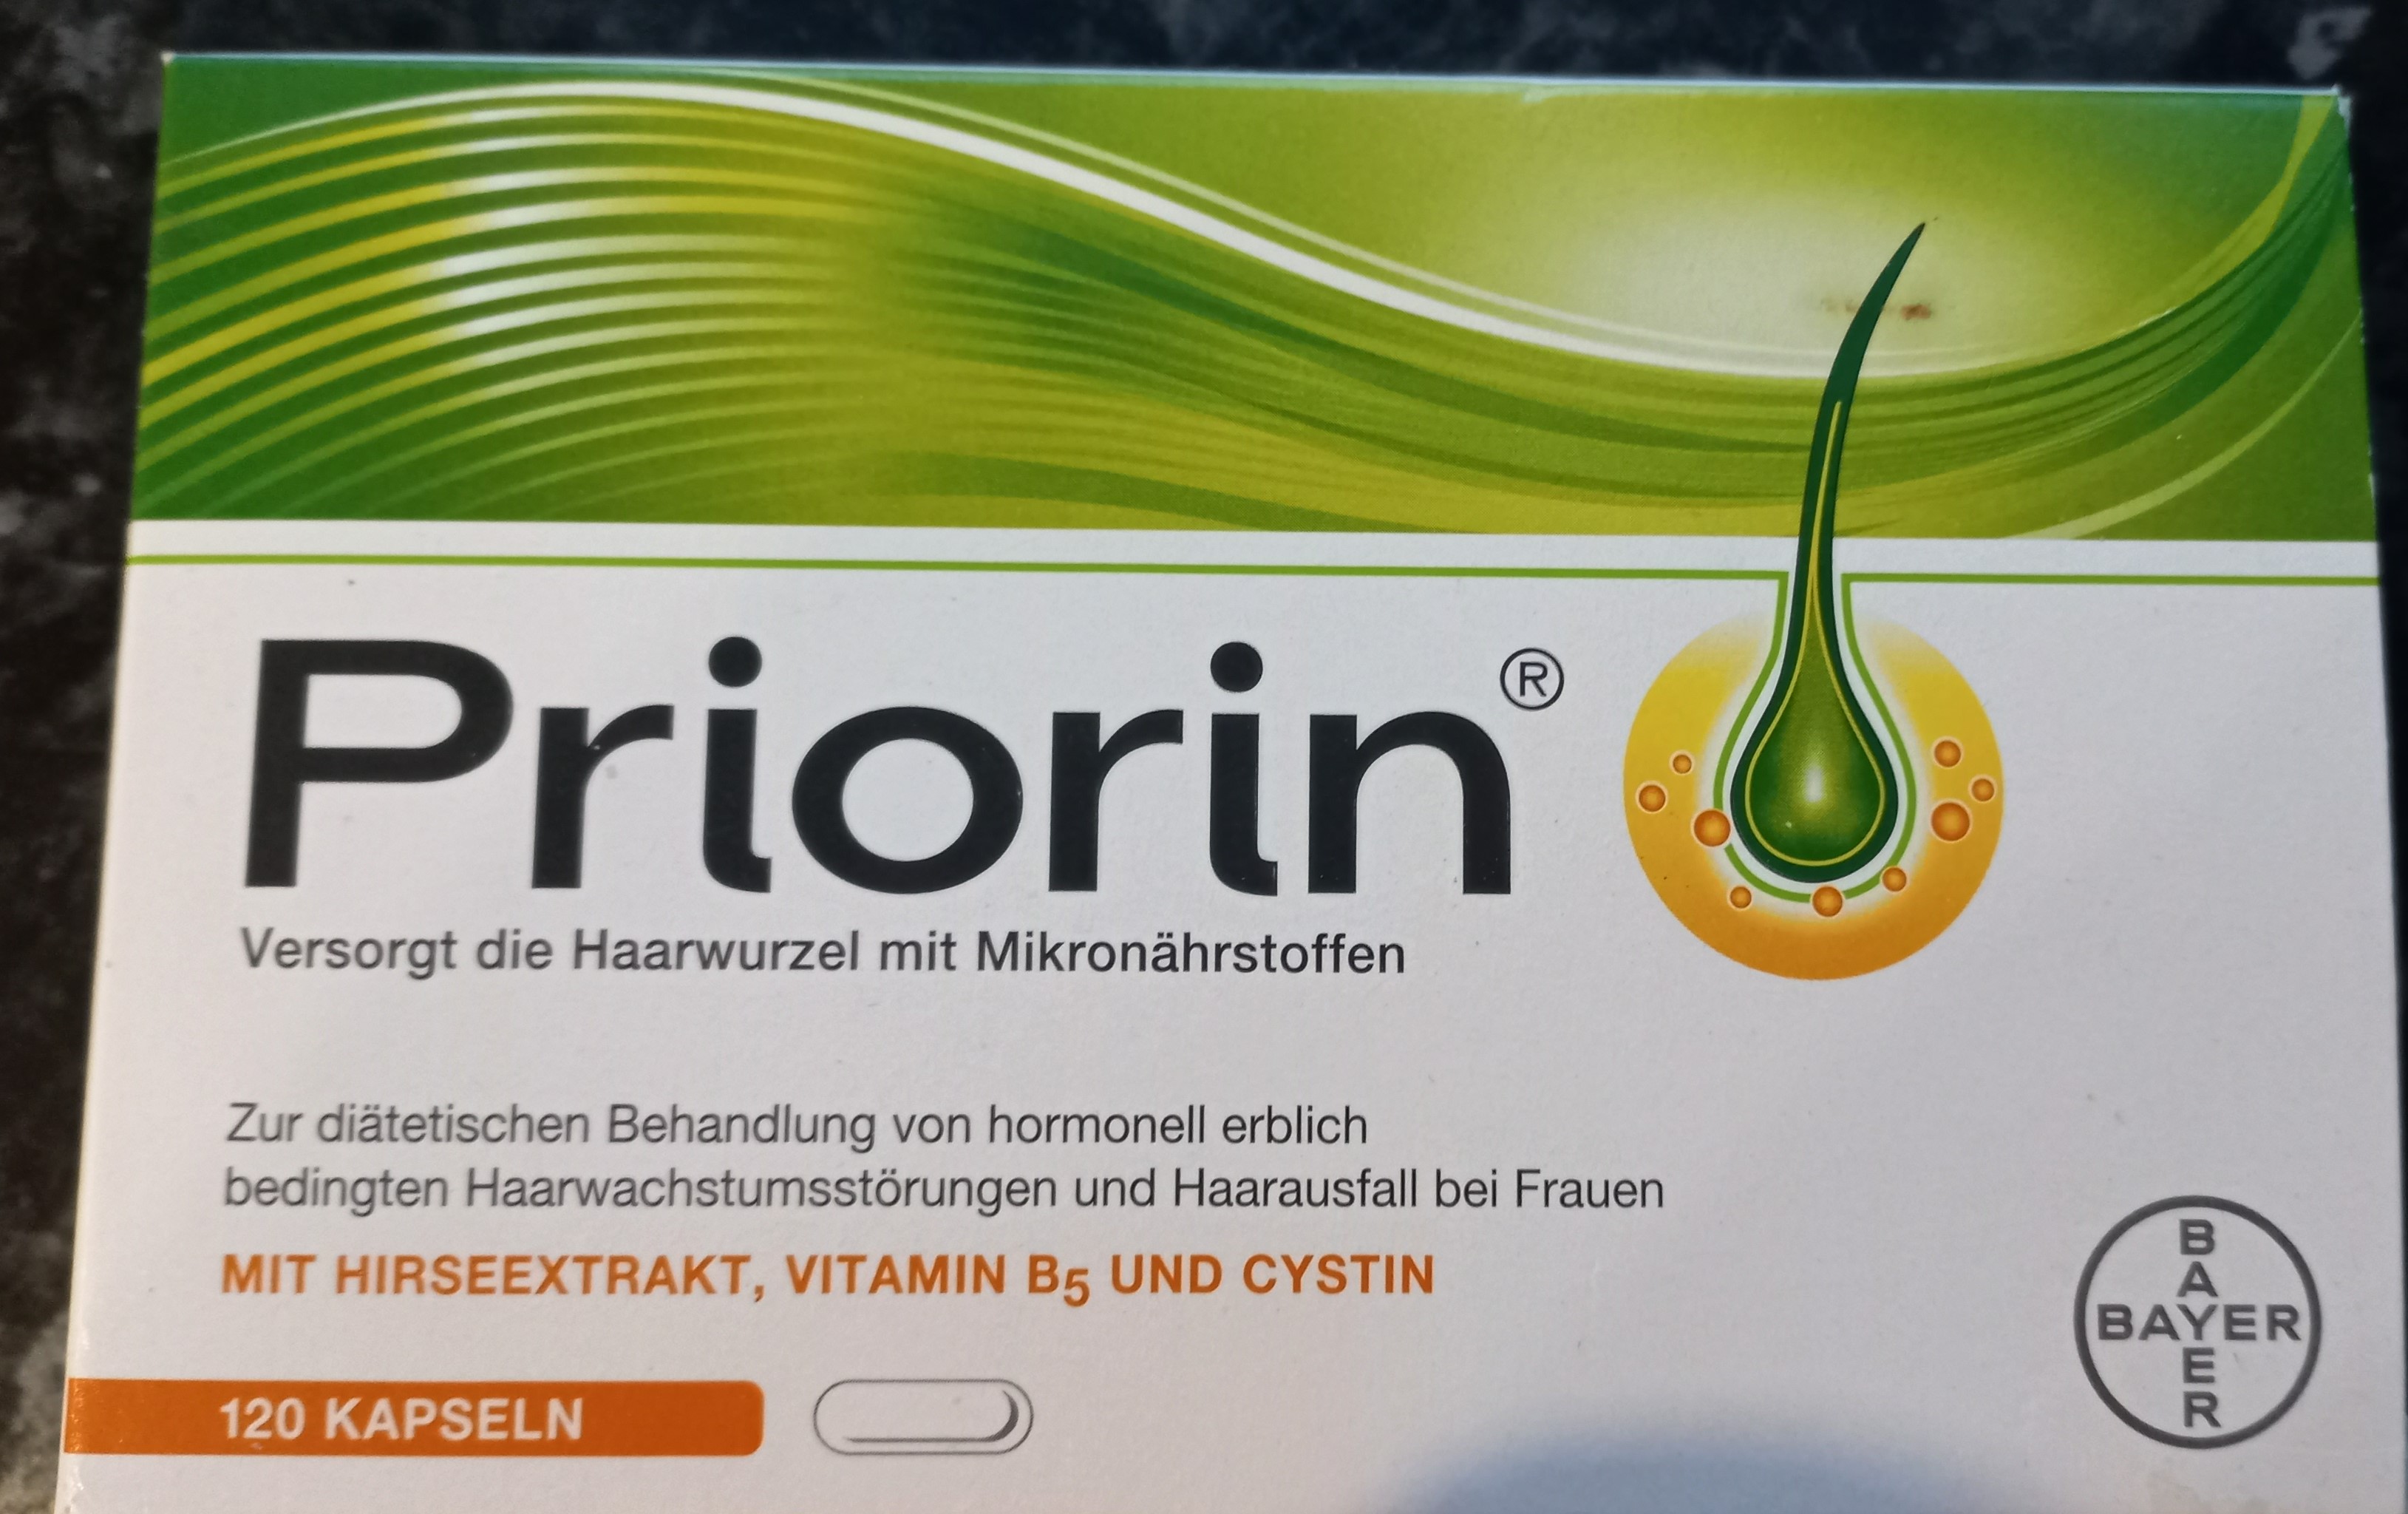 Priorin®
Versorgt die Haarwurzel mit Mikronährstoffen
Zur diätetischen Behandlung von hormonell erblich
bedingten Haarwachstumsstörungen und Haarausfall bei Frauen
MIT HIRSEEXTRAKT, VITAMIN B5 UND CYSTIN
120 KAPSELN
BAYER
BAYER